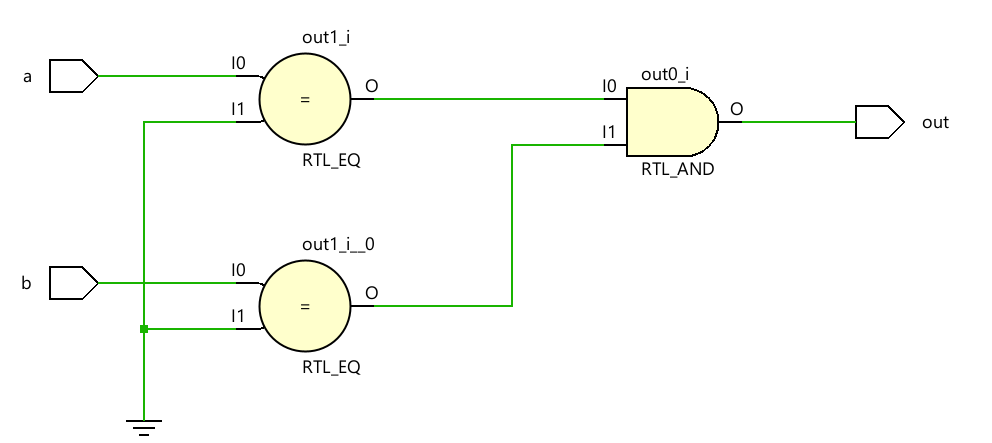 out1_i
a
I0
=
O
I1
RTL_EQ
out0_i
I0
I1
O
RTL_AND
out
out1_i__0
b
I0
=
O
I1
RTL_EQ